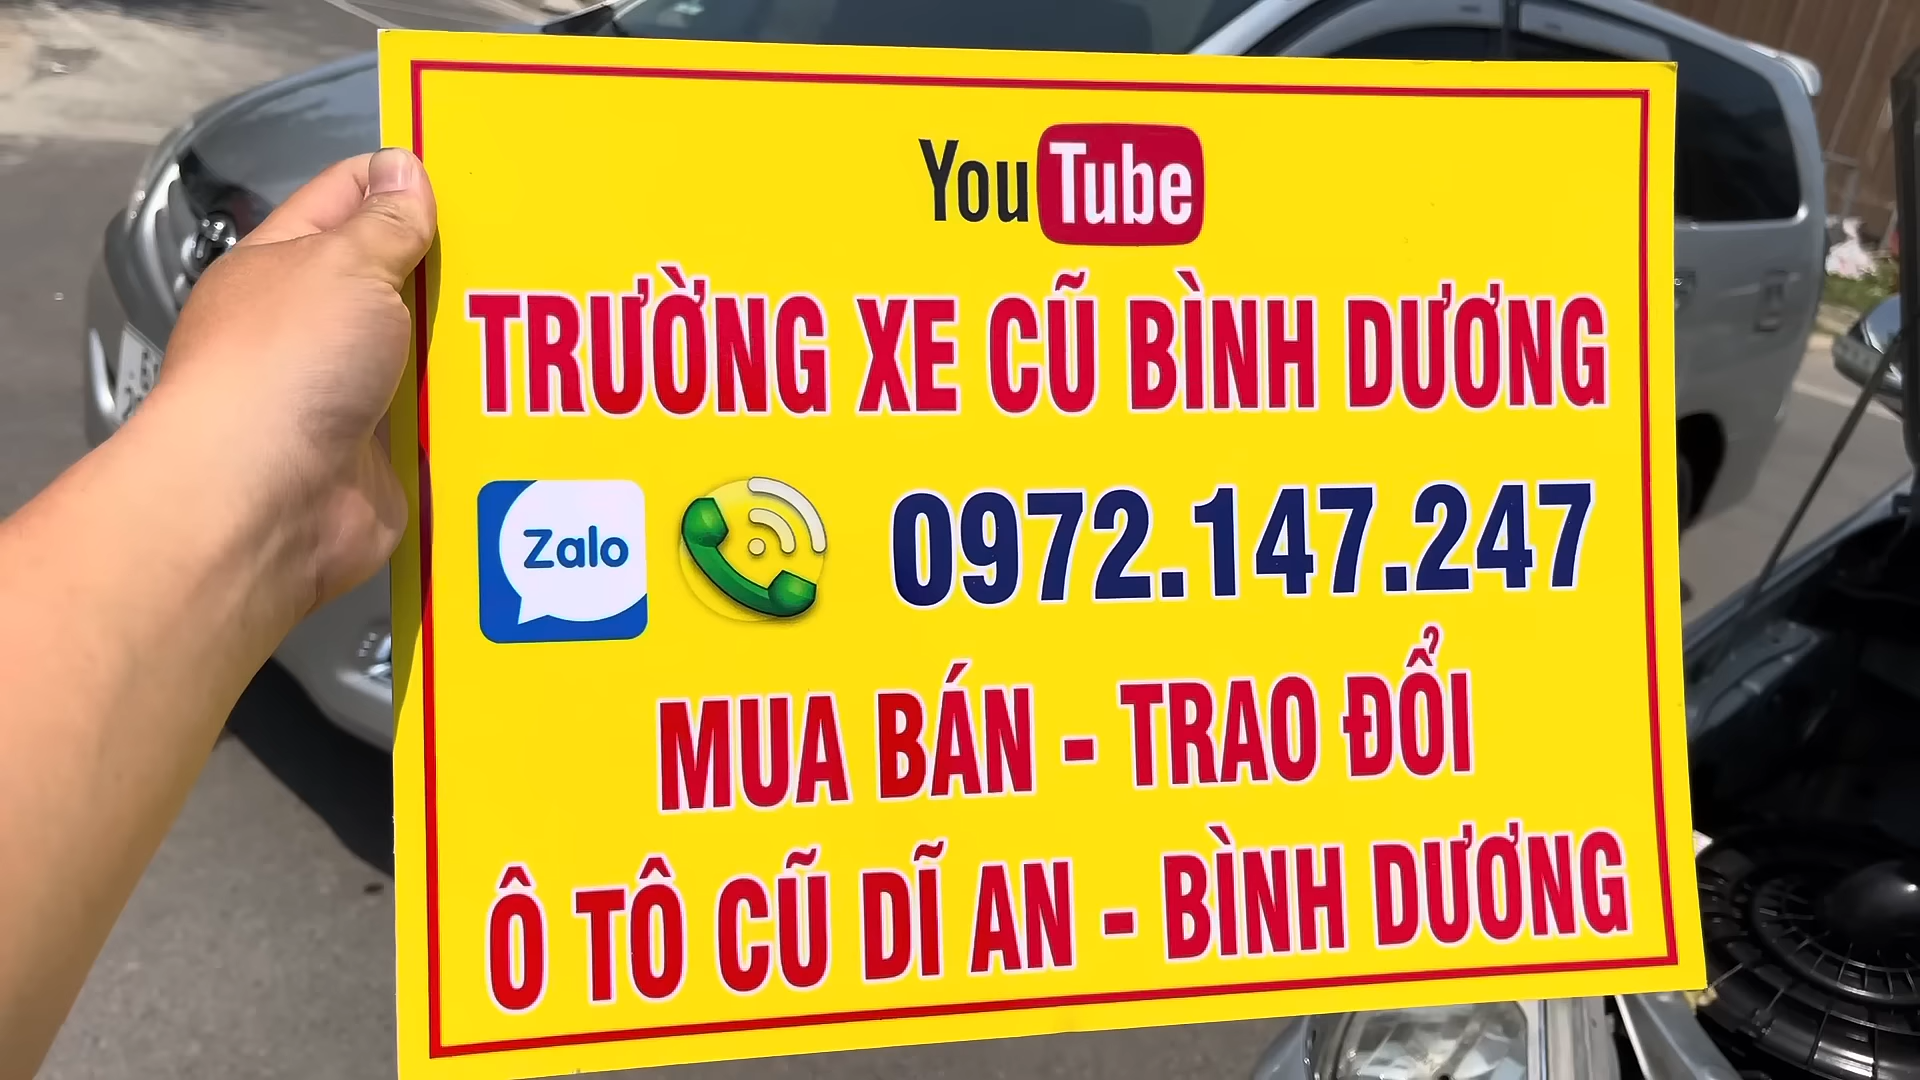 YouTube
TRƯỜNG XE CŨ BÌNH DƯƠNG
Zalo 0972.147.247
MUA BÁN - TRAO ĐỔI
Ô TÔ CŨ DĨ AN - BÌNH DƯƠNG